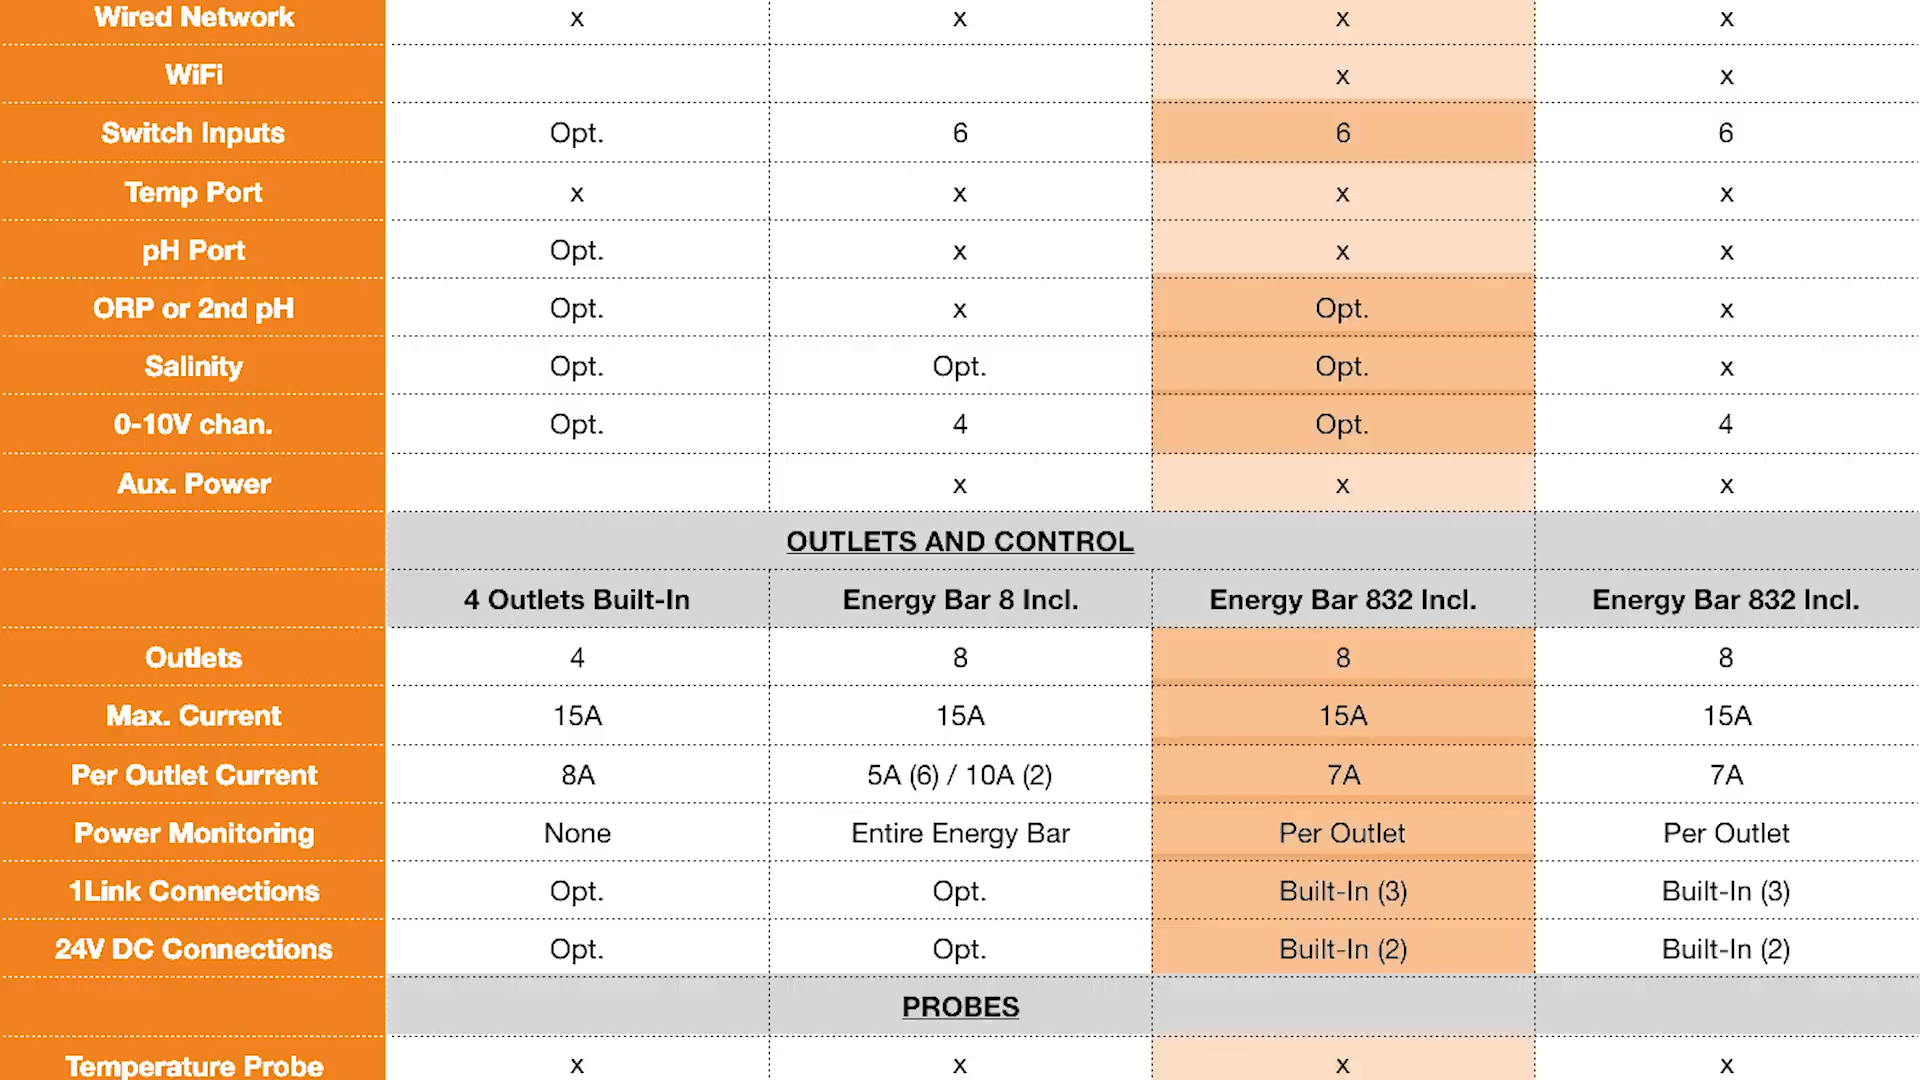 Wired Network x x x x
WiFi x x
Switch Inputs Opt. 6 6 6
Temp Port x x x x
pH Port Opt. x x x
ORP or 2nd pH Opt. x Opt. x
Salinity Opt. Opt. Opt. x
0-10V chan. Opt. 4 Opt. 4
Aux. Power x x x
OUTLETS AND CONTROL
4 Outlets Built-In Energy Bar 8 Incl. Energy Bar 832 Incl. Energy Bar 832 Incl.
Outlets 4 8 8 8
Max. Current 15A 15A 15A 15A
Per Outlet Current 8A 5A (6) / 10A (2) 7A 7A
Power Monitoring None Entire Energy Bar Per Outlet Per Outlet
1Link Connections Opt. Opt. Built-In (3) Built-In (3)
24V DC Connections Opt. Opt. Built-In (2) Built-In (2)
PROBES
Temperature Probe x x x x